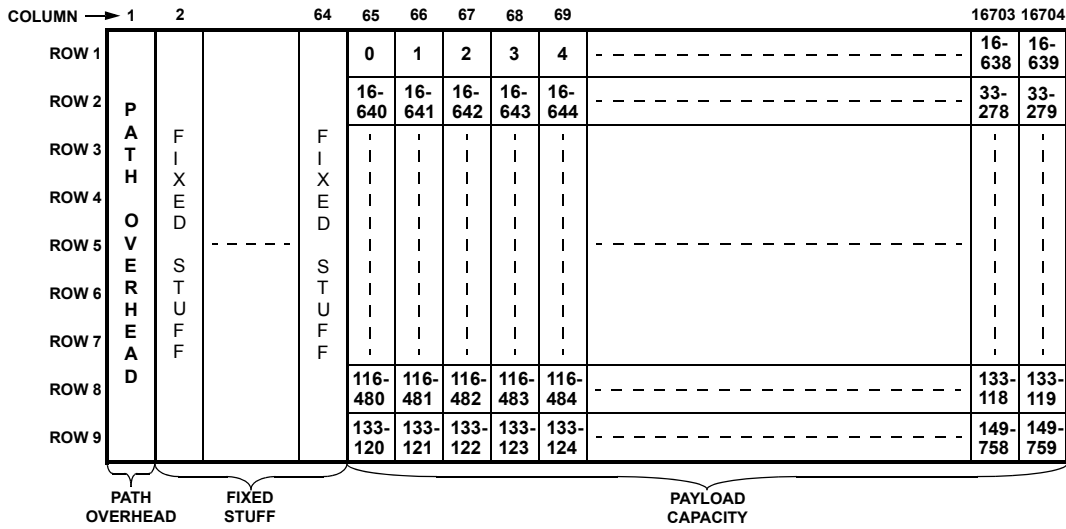 COLUMN 1 2 64 65 66 67 68 69 16703 16704
ROW 1 0 1 2 3 4 16-638 16-639
ROW 2 16-640 16-641 16-642 16-643 16-644 33-278 33-279
ROW 3
ROW 4
ROW 5
ROW 6
ROW 7
ROW 8 116-480 116-481 116-482 116-483 116-484 133-118 133-119
ROW 9 133-120 133-121 133-122 133-123 133-124 149-758 149-759
PATH OVERHEAD
FIXED STUFF
FIXED STUFF
PATH OVERHEAD
FIXED STUFF
PAYLOAD CAPACITY